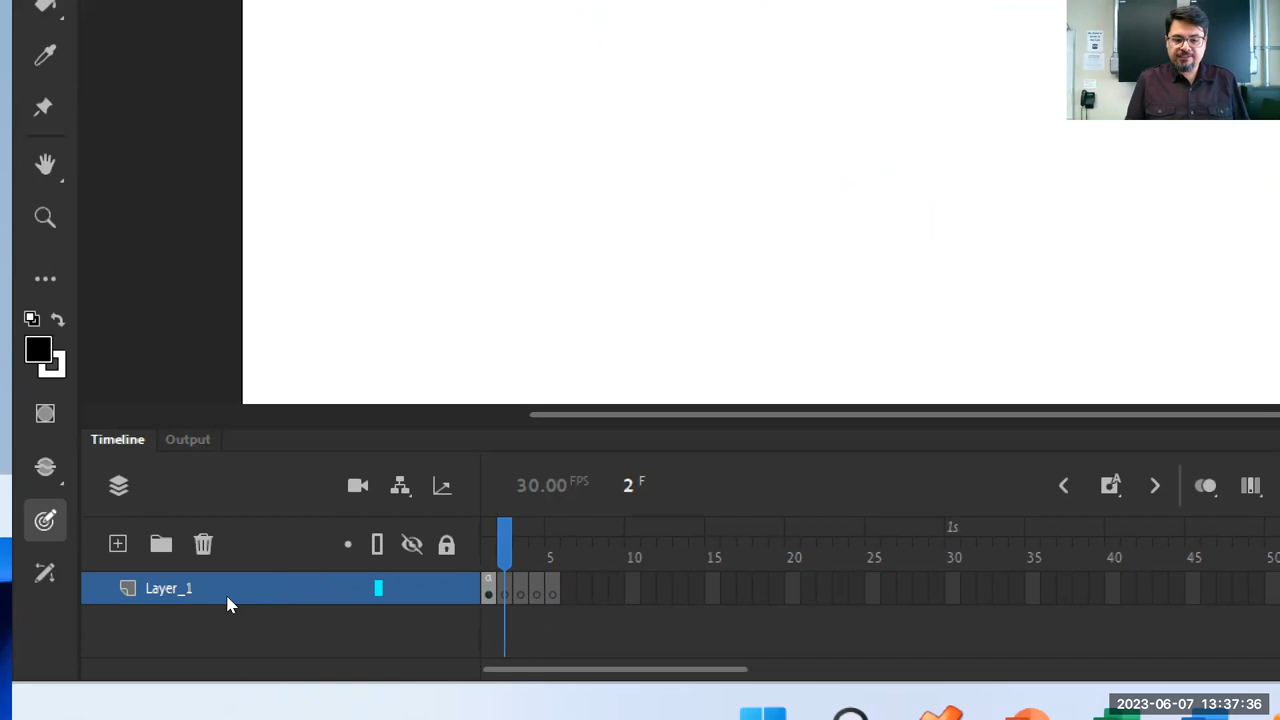 Timeline Output
30.00 FPS 2 F
1s
5 10 15 20 25 30 35 40 45 50
Layer_1
a
2023-06-07 13:37:36